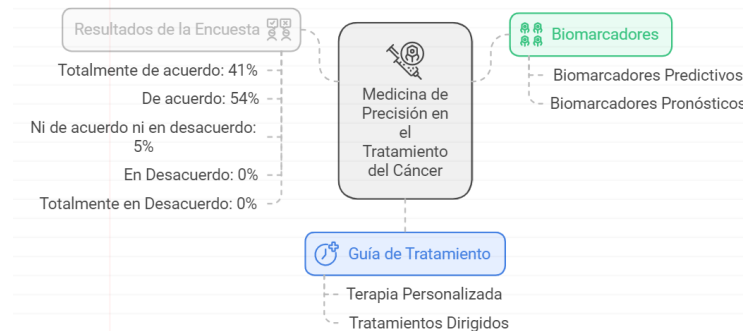 Resultados de la Encuesta
Totalmente de acuerdo: 41%
De acuerdo: 54%
Ni de acuerdo ni en desacuerdo:
5%
En Desacuerdo: 0%
Totalmente en Desacuerdo: 0%
Medicina de
Precisión en
el
Tratamiento
del Cáncer
Biomarcadores
Biomarcadores Predictivos
Biomarcadores Pronósticos
Guía de Tratamiento
Terapia Personalizada
Tratamientos Dirigidos